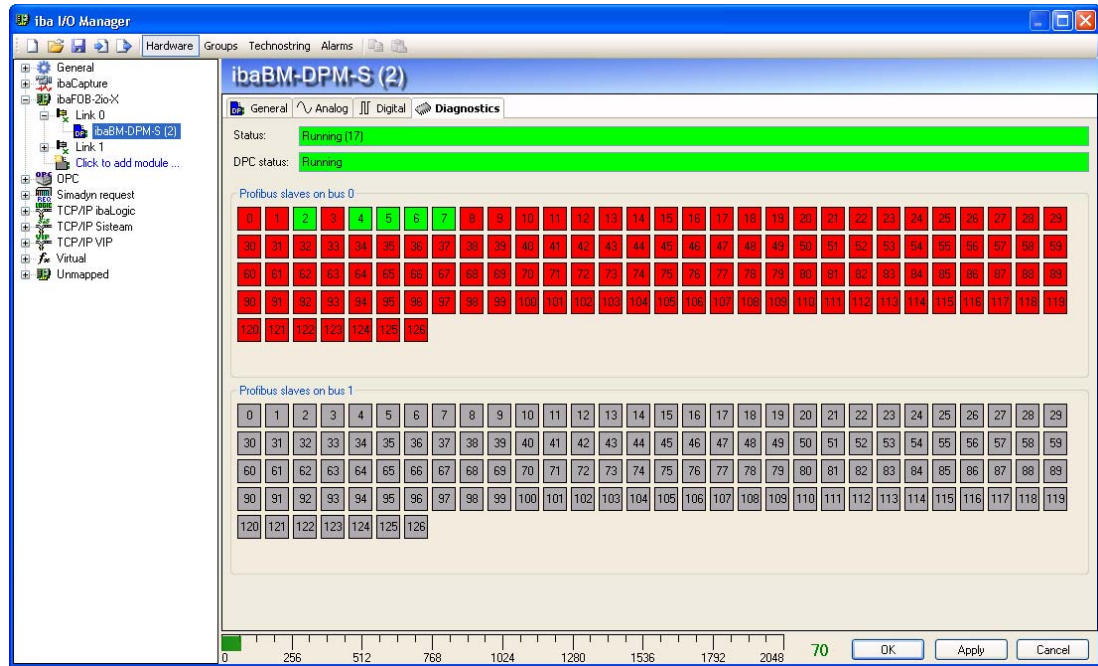 iba I/O Manager
Hardware Groups Technostring Alarms
General
ibaCapture
ibaFOB-2io-X
Link 0
ibaBM-DPM-S (2)
Link 1
Click to add module ...
OPC
Simadyn request
TCP/IP ibaLogic
TCP/IP Sisteam
TCP/IP VIP
Virtual
Unmapped
ibaBM-DPM-S (2)
General Analog Digital Diagnostics
Status: Running (17)
DPC status: Running
Profibus slaves on bus 0
0 1 2 3 4 5 6 7 8 9 10 11 12 13 14 15 16 17 18 19 20 21 22 23 24 25 26 27 28 29
30 31 32 33 34 35 36 37 38 39 40 41 42 43 44 45 46 47 48 49 50 51 52 53 54 55 56 57 58 59
60 61 62 63 64 65 66 67 68 69 70 71 72 73 74 75 76 77 78 79 80 81 82 83 84 85 86 87 88 89
90 91 92 93 94 95 96 97 98 99 100 101 102 103 104 105 106 107 108 109 110 111 112 113 114 115 116 117 118 119
120 121 122 123 124 125 126
Profibus slaves on bus 1
0 1 2 3 4 5 6 7 8 9 10 11 12 13 14 15 16 17 18 19 20 21 22 23 24 25 26 27 28 29
30 31 32 33 34 35 36 37 38 39 40 41 42 43 44 45 46 47 48 49 50 51 52 53 54 55 56 57 58 59
60 61 62 63 64 65 66 67 68 69 70 71 72 73 74 75 76 77 78 79 80 81 82 83 84 85 86 87 88 89
90 91 92 93 94 95 96 97 98 99 100 101 102 103 104 105 106 107 108 109 110 111 112 113 114 115 116 117 118 119
120 121 122 123 124 125 126
0 256 512 768 1024 1280 1536 1792 2048 70 OK Apply Cancel